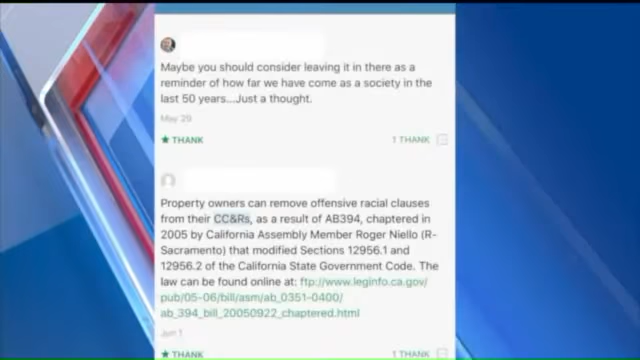 Maybe you should consider leaving it in there as a
reminder of how far we have come as a society in the
last 50 years...Just a thought.
May 29
THANK
1 THANK
Property owners can remove offensive racial clauses
from their CC&Rs, as a result of AB394, chaptered in
2005 by California Assembly Member Roger Niello (R-
Sacramento) that modified Sections 12956.1 and
12956.2 of the California State Government Code. The
law can be found online at: ftp://www.leginfo.ca.gov/
pub/05-06/bill/asm/ab_0351-0400/
ab_394_bill_20050922_chaptered.html
Jun 1
THANK
1 THANK